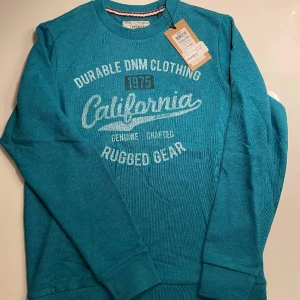 DURABLE DNM CLOTHING
1975
California
GENUINE CRAFTED
RUGGED GEAR